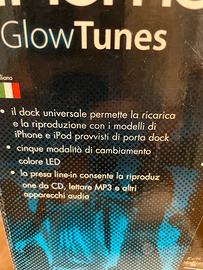 GlowTunes
liano
• il dock universale permette la ricarica
e la riproduzione con i modelli di
iPhone e iPod provvisti di porta dock
• cinque modalità di cambiamento
colore LED
• la presa line-in consente la riproduz
one da CD, lettore MP3 e altri
apparecchi audio